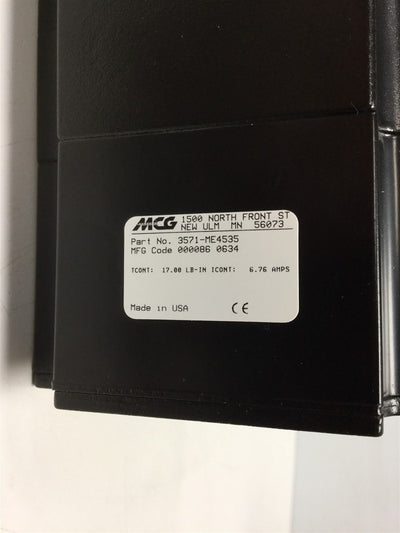 MCG 1500 NORTH FRONT ST
NEW ULM MN 56073
Part No. 3571-ME4535
MFG Code 000086 0634
TCONT: 17.00 LB-IN ICONT: 6.76 AMPS
Made in USA CE